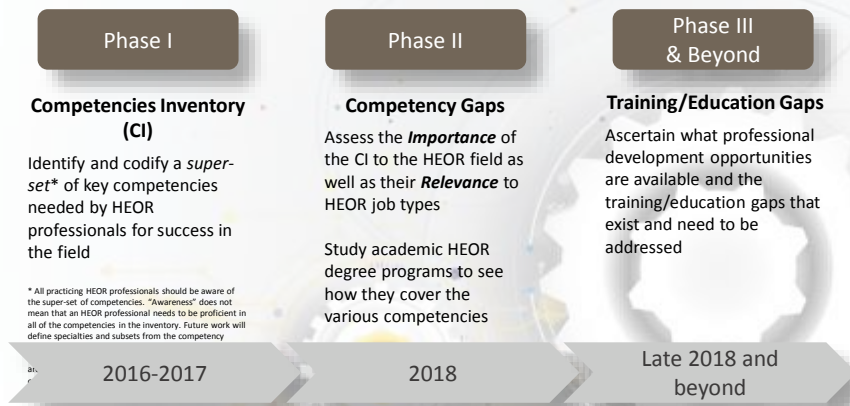 Phase I
Competencies Inventory
(CI)
Identify and codify a super-
set* of key competencies
needed by HEOR
professionals for success in
the field
* All practicing HEOR professionals should be aware of
the super-set of competencies. “Awareness” does not
mean that an HEOR professional needs to be proficient in
all of the competencies in the inventory. Future work will
define specialties and subsets from the competency
2016-2017
Phase II
Competency Gaps
Assess the Importance of
the CI to the HEOR field as
well as their Relevance to
HEOR job types
Study academic HEOR
degree programs to see
how they cover the
various competencies
2018
Phase III
& Beyond
Training/Education Gaps
Ascertain what professional
development opportunities
are available and the
training/education gaps that
exist and need to be
addressed
Late 2018 and
beyond